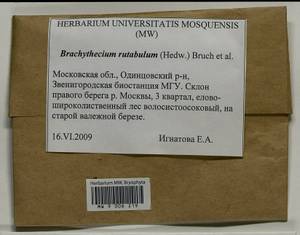 HERBARIUM UNIVERSITATIS MOSQUENSIS
(MW)
Brachythecium rutabulum (Hedw.) Bruch et al.
Московская обл., Одинцовский р-н,
Звенигородская биостанция МГУ. Склон
правого берега р. Москвы, 3 квартал, елово-
широколиственный лес волосистоосоковый, на
старой валежной березе.
16.VI.2009
Игнатова Е.А.
Herbarium MW, Bryophyta